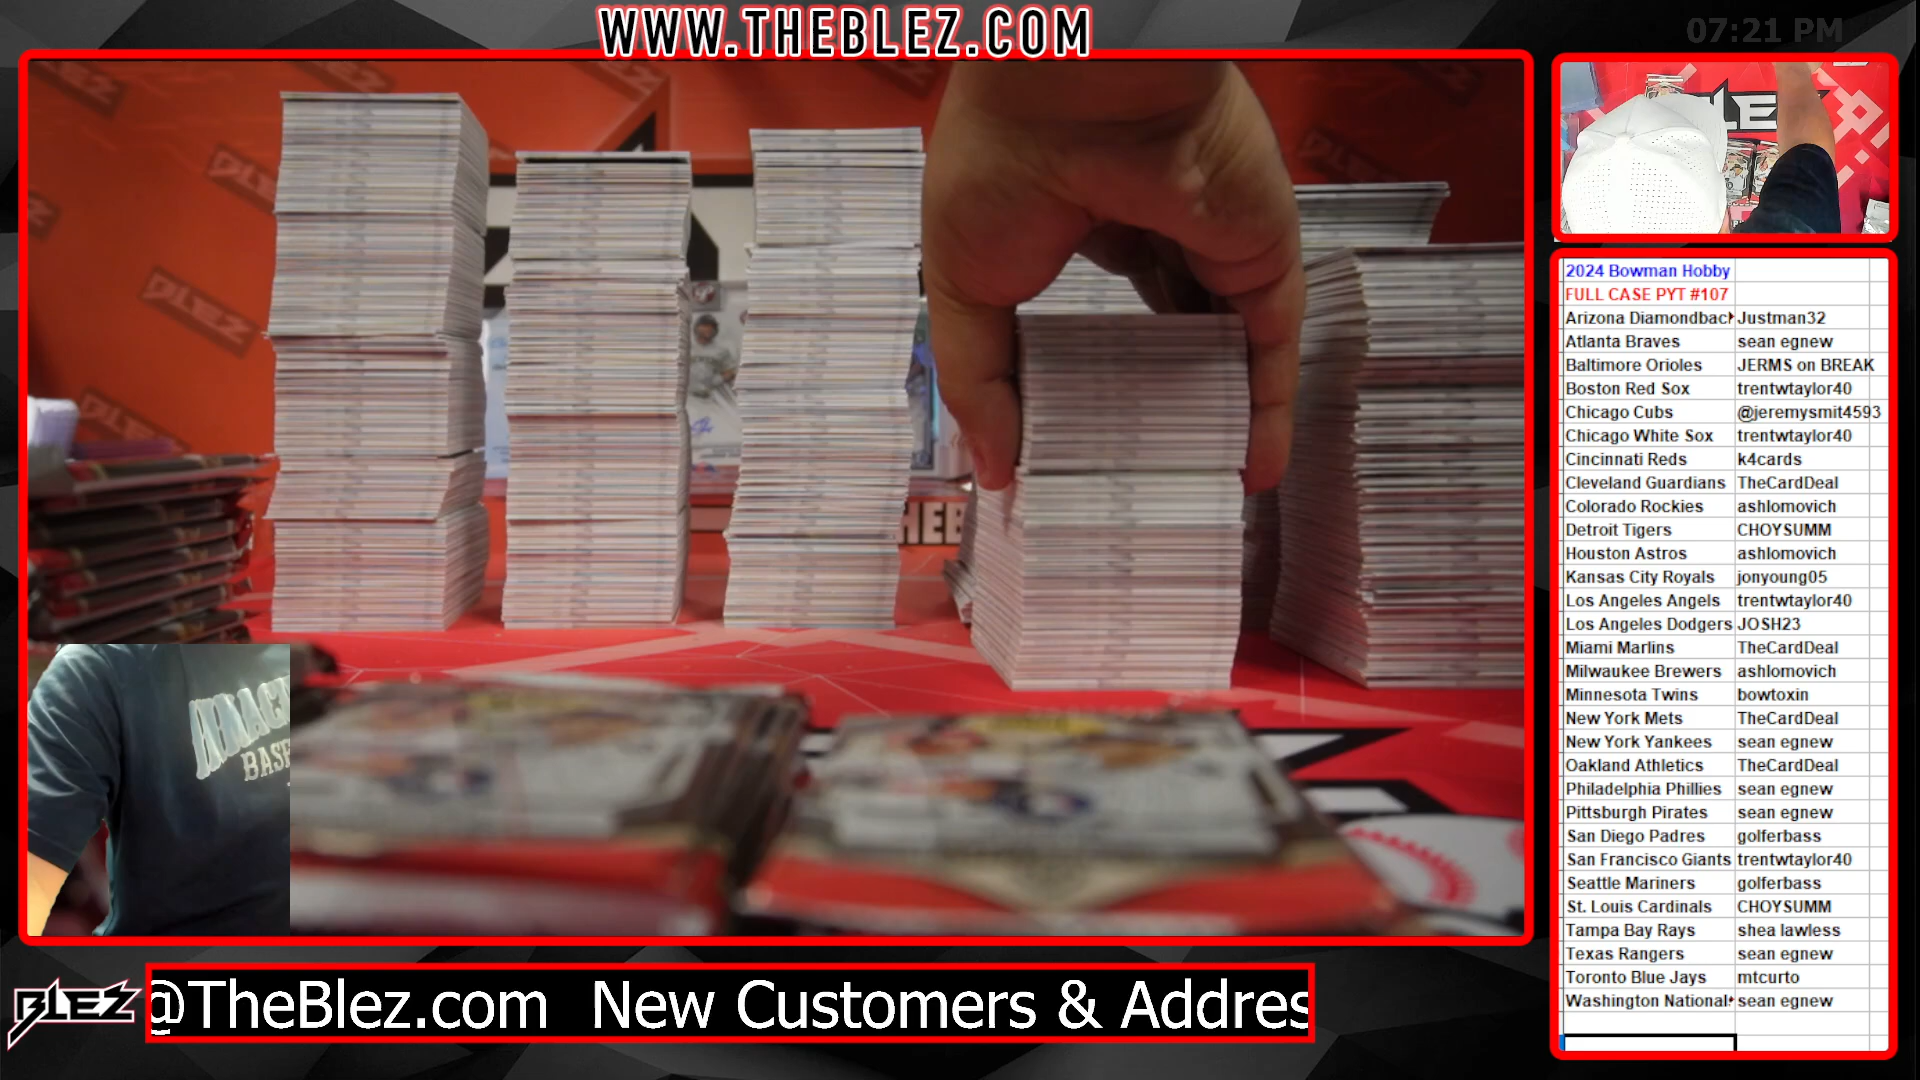 WWW.THEBLEZ.COM
07:21 PM
BLEZ
2024 Bowman Hobby
FULL CASE PYT #107
Arizona Diamondback Justman32
Atlanta Braves sean egnew
Baltimore Orioles JERMS on BREAK
Boston Red Sox trentwtaylor40
Chicago Cubs @jeremysmit4593
Chicago White Sox trentwtaylor40
Cincinnati Reds k4cards
Cleveland Guardians TheCardDeal
Colorado Rockies ashlomovich
Detroit Tigers CHOYSUMM
Houston Astros ashlomovich
Kansas City Royals jonyoung05
Los Angeles Angels trentwtaylor40
Los Angeles Dodgers JOSH23
Miami Marlins TheCardDeal
Milwaukee Brewers ashlomovich
Minnesota Twins bowtoxin
New York Mets TheCardDeal
New York Yankees sean egnew
Oakland Athletics TheCardDeal
Philadelphia Phillies sean egnew
Pittsburgh Pirates sean egnew
San Diego Padres golferbass
San Francisco Giants trentwtaylor40
Seattle Mariners golferbass
St. Louis Cardinals CHOYSUMM
Tampa Bay Rays shea lawless
Texas Rangers sean egnew
Toronto Blue Jays mtcurto
Washington National sean egnew
BLEZ
THEB
BLEZ
@TheBlez.com New Customers & Addres